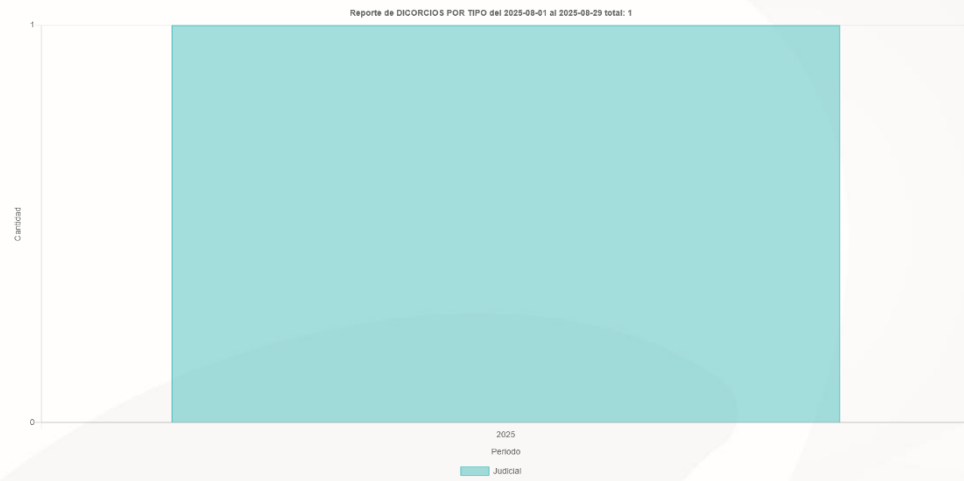 Reporte de DICORCIOS POR TIPO del 2025-08-01 al 2025-08-29 total: 1
1
Cantidad
0
2025
Periodo
Judicial